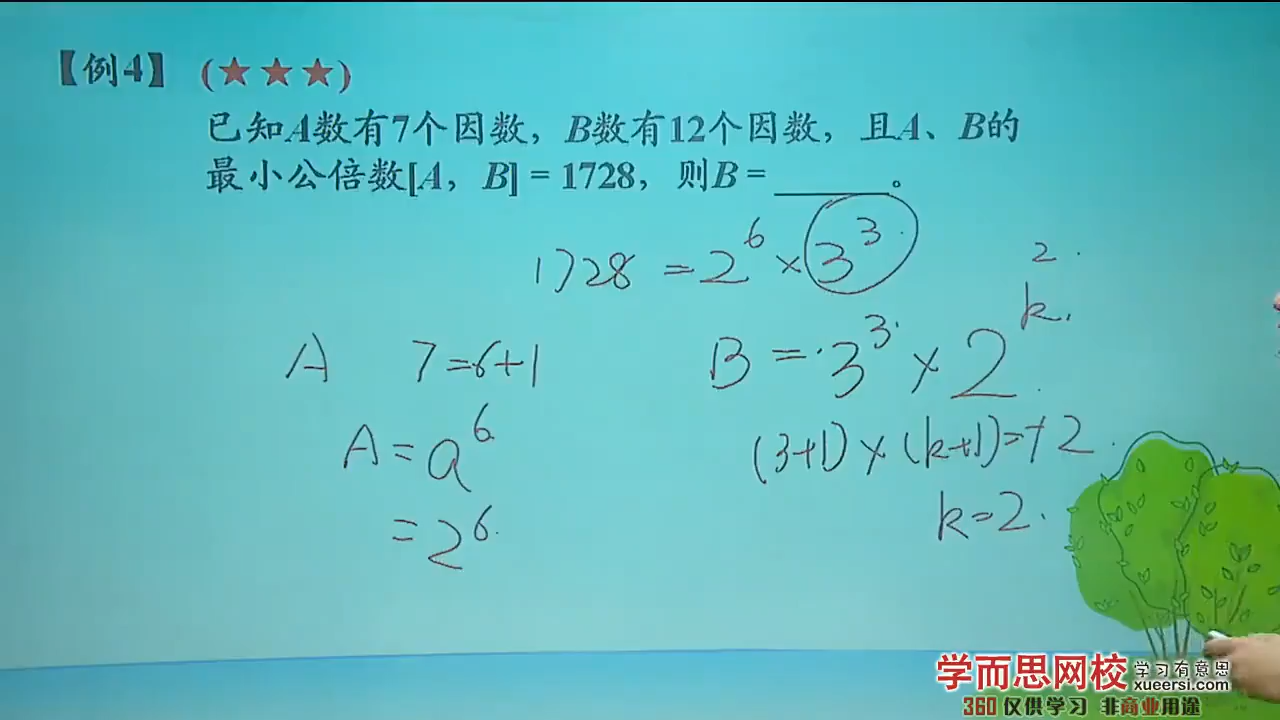 【例4】 (★★★)
已知A数有7个因数，B数有12个因数，且A、B的
最小公倍数[A，B] = 1728，则B = ______。
1728 = 2^6 × 3^3
2
k
A 7=6+1
B = 3^3 × 2
A = a^6
(3+1) × (k+1) = 12
= 2^6
k=2
学而思网校 学习有意思
xueersi.com
360 仅供学习 非商业用途